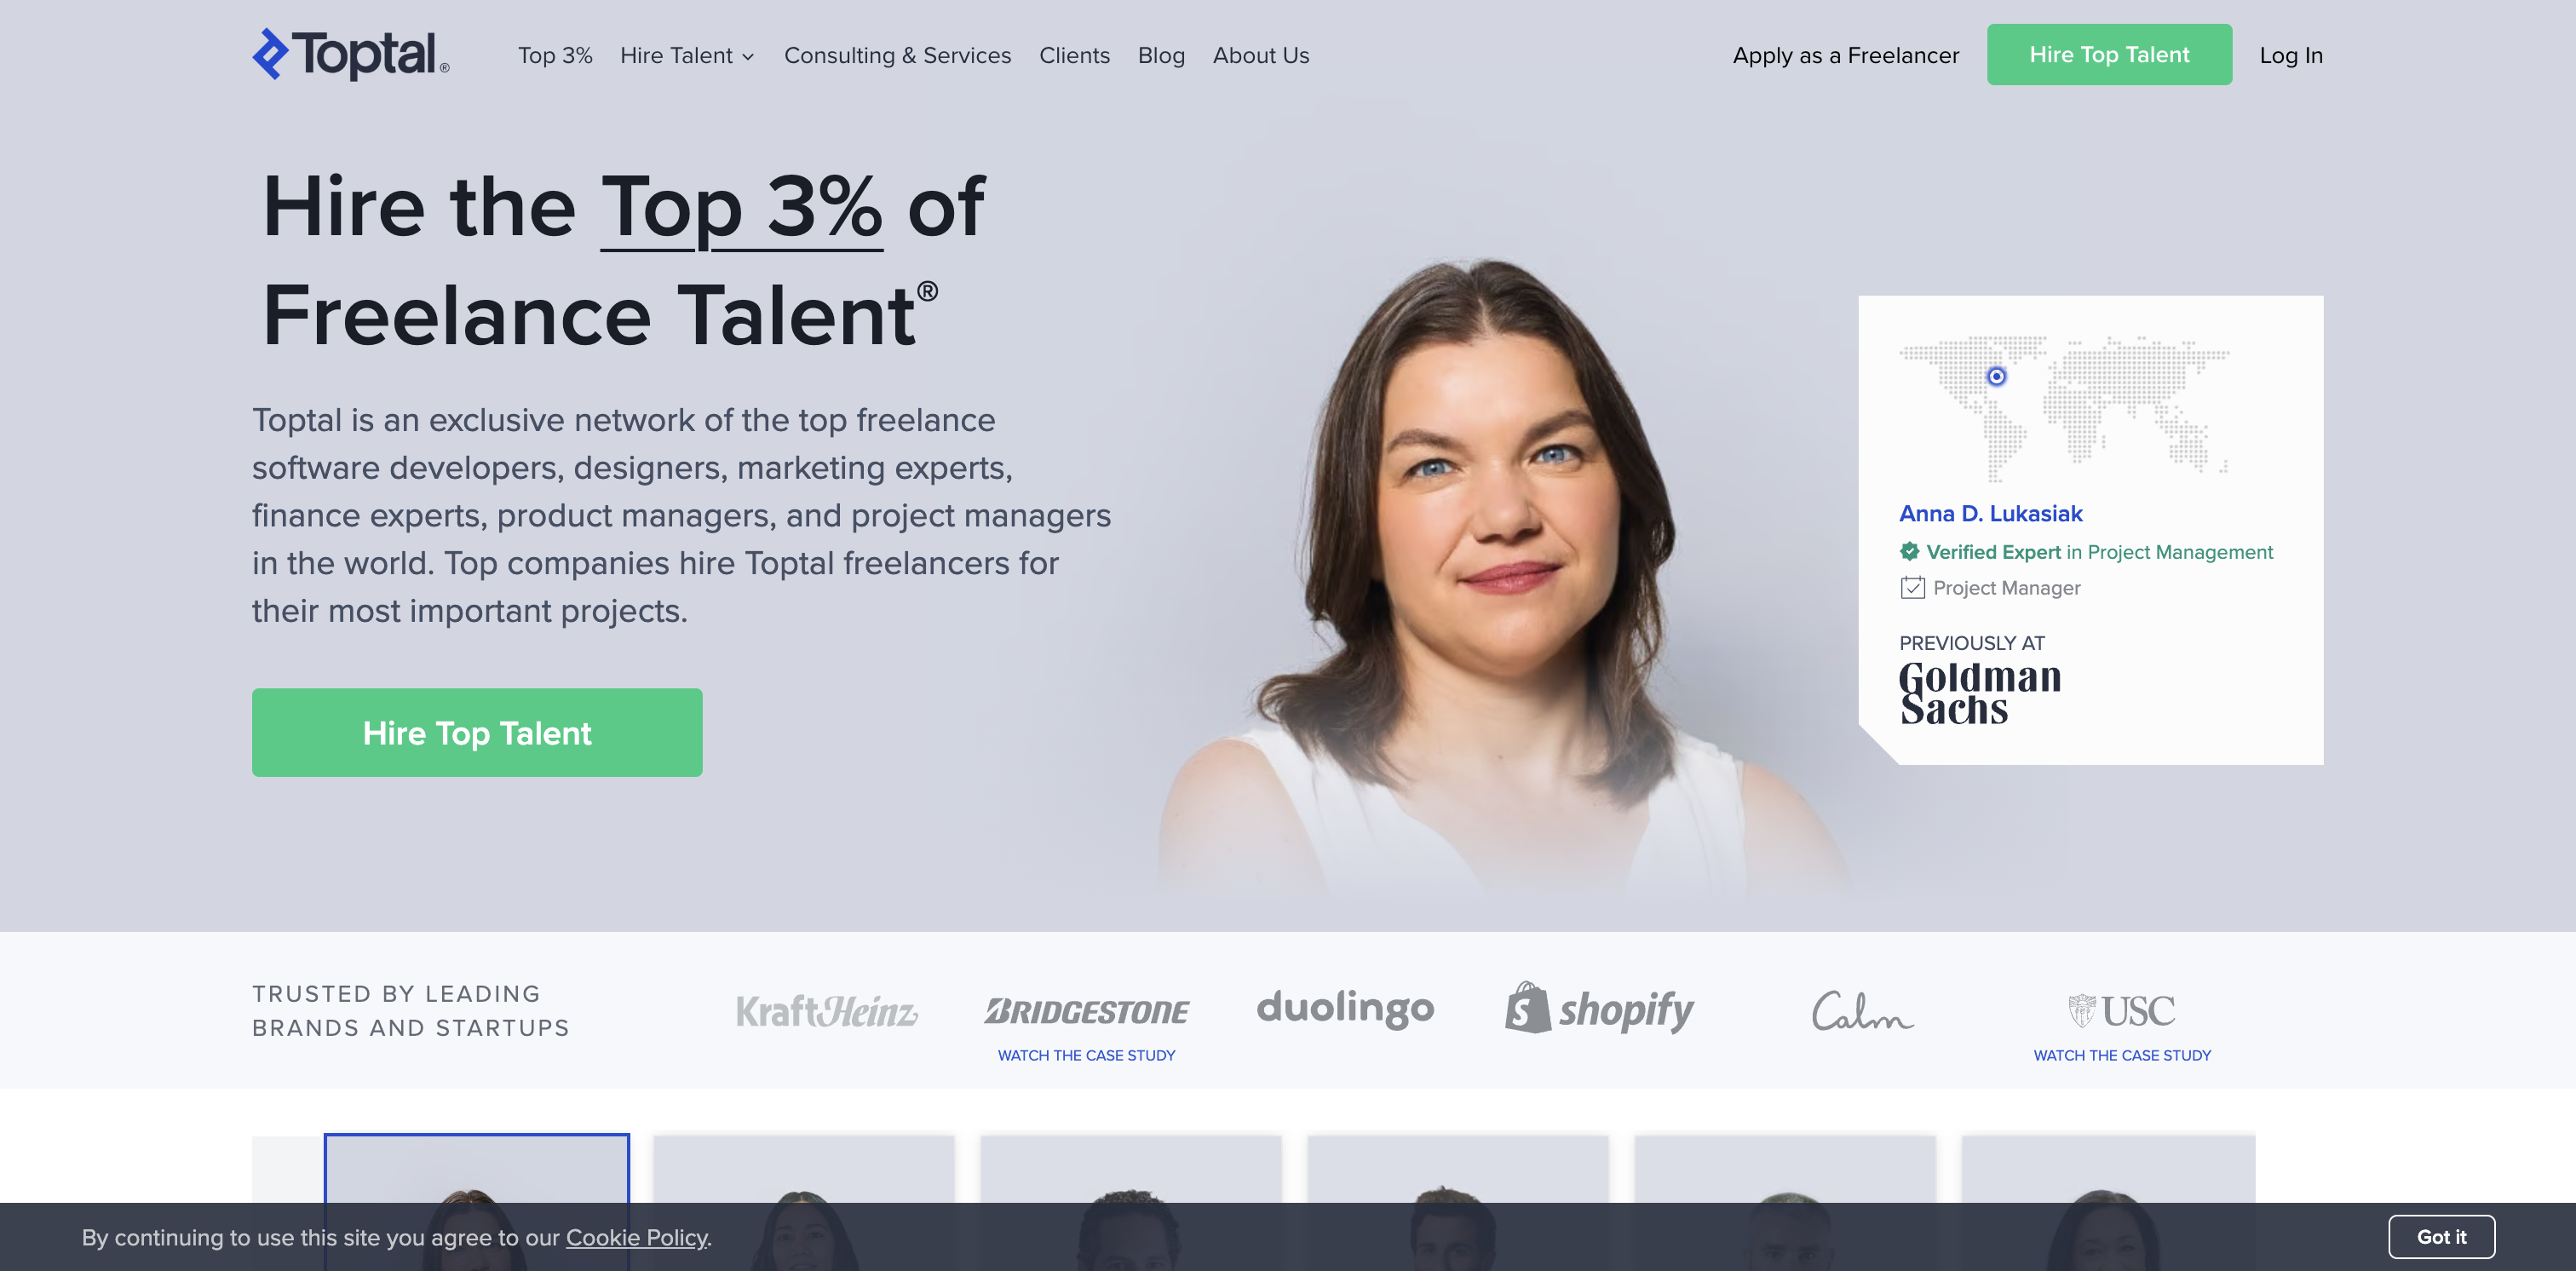 Toptal®
Top 3% Hire Talent Consulting & Services Clients Blog About Us
Apply as a Freelancer Hire Top Talent Log In
Hire the Top 3% of
Freelance Talent®
Toptal is an exclusive network of the top freelance
software developers, designers, marketing experts,
finance experts, product managers, and project managers
in the world. Top companies hire Toptal freelancers for
their most important projects.
Hire Top Talent
Anna D. Lukasiak
Verified Expert in Project Management
Project Manager
PREVIOUSLY AT
Goldman
Sachs
TRUSTED BY LEADING
BRANDS AND STARTUPS
KraftHeinz
BRIDGESTONE
WATCH THE CASE STUDY
duolingo
shopify
Calm
USC
WATCH THE CASE STUDY
By continuing to use this site you agree to our Cookie Policy.
Got it